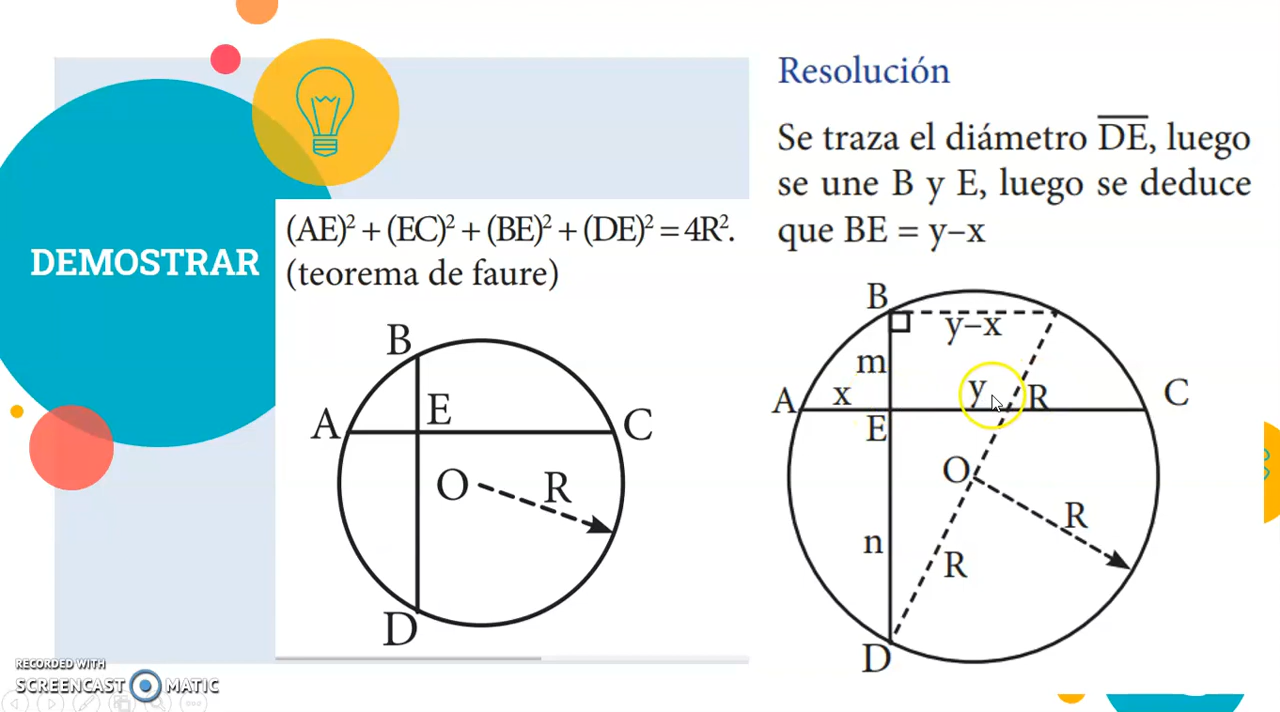 DEMOSTRAR
(AE)² + (EC)² + (BE)² + (DE)² = 4R².
(teorema de faure)
B
A
E
C
O
R
D
Resolución
Se traza el diámetro D̅E̅, luego
se une B y E, luego se deduce
que BE = y–x
B
y–x
m
A
x
y
R
C
E
O
R
n
R
D
RECORDED WITH
SCREENCAST MATIC